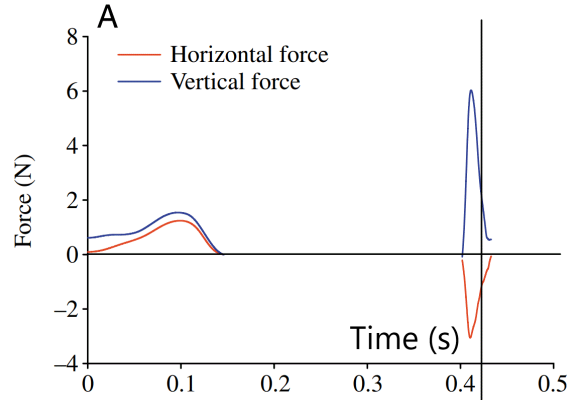 A
Horizontal force
Vertical force
Force (N)
8
6
4
2
0
−2
−4
Time (s)
0
0.1
0.2
0.3
0.4
0.5